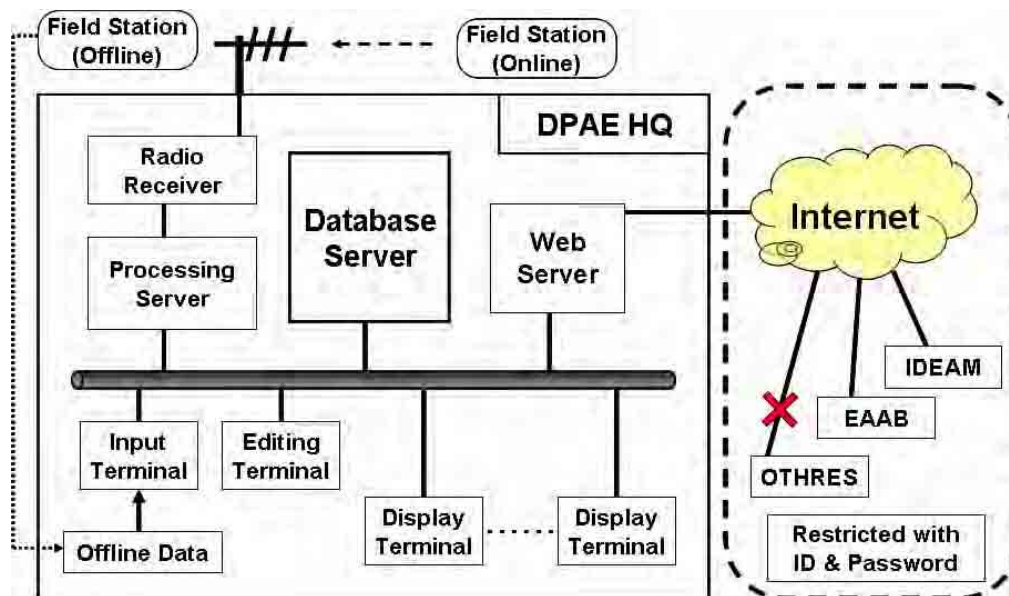 Field Station
(Offline)
Field Station
(Online)
DPAE HQ
Radio
Receiver
Database
Server
Web
Server
Internet
Processing
Server
IDEAM
EAAB
OTHRES
Input
Terminal
Editing
Terminal
Display
Terminal
Display
Terminal
Offline Data
Restricted with
ID & Password